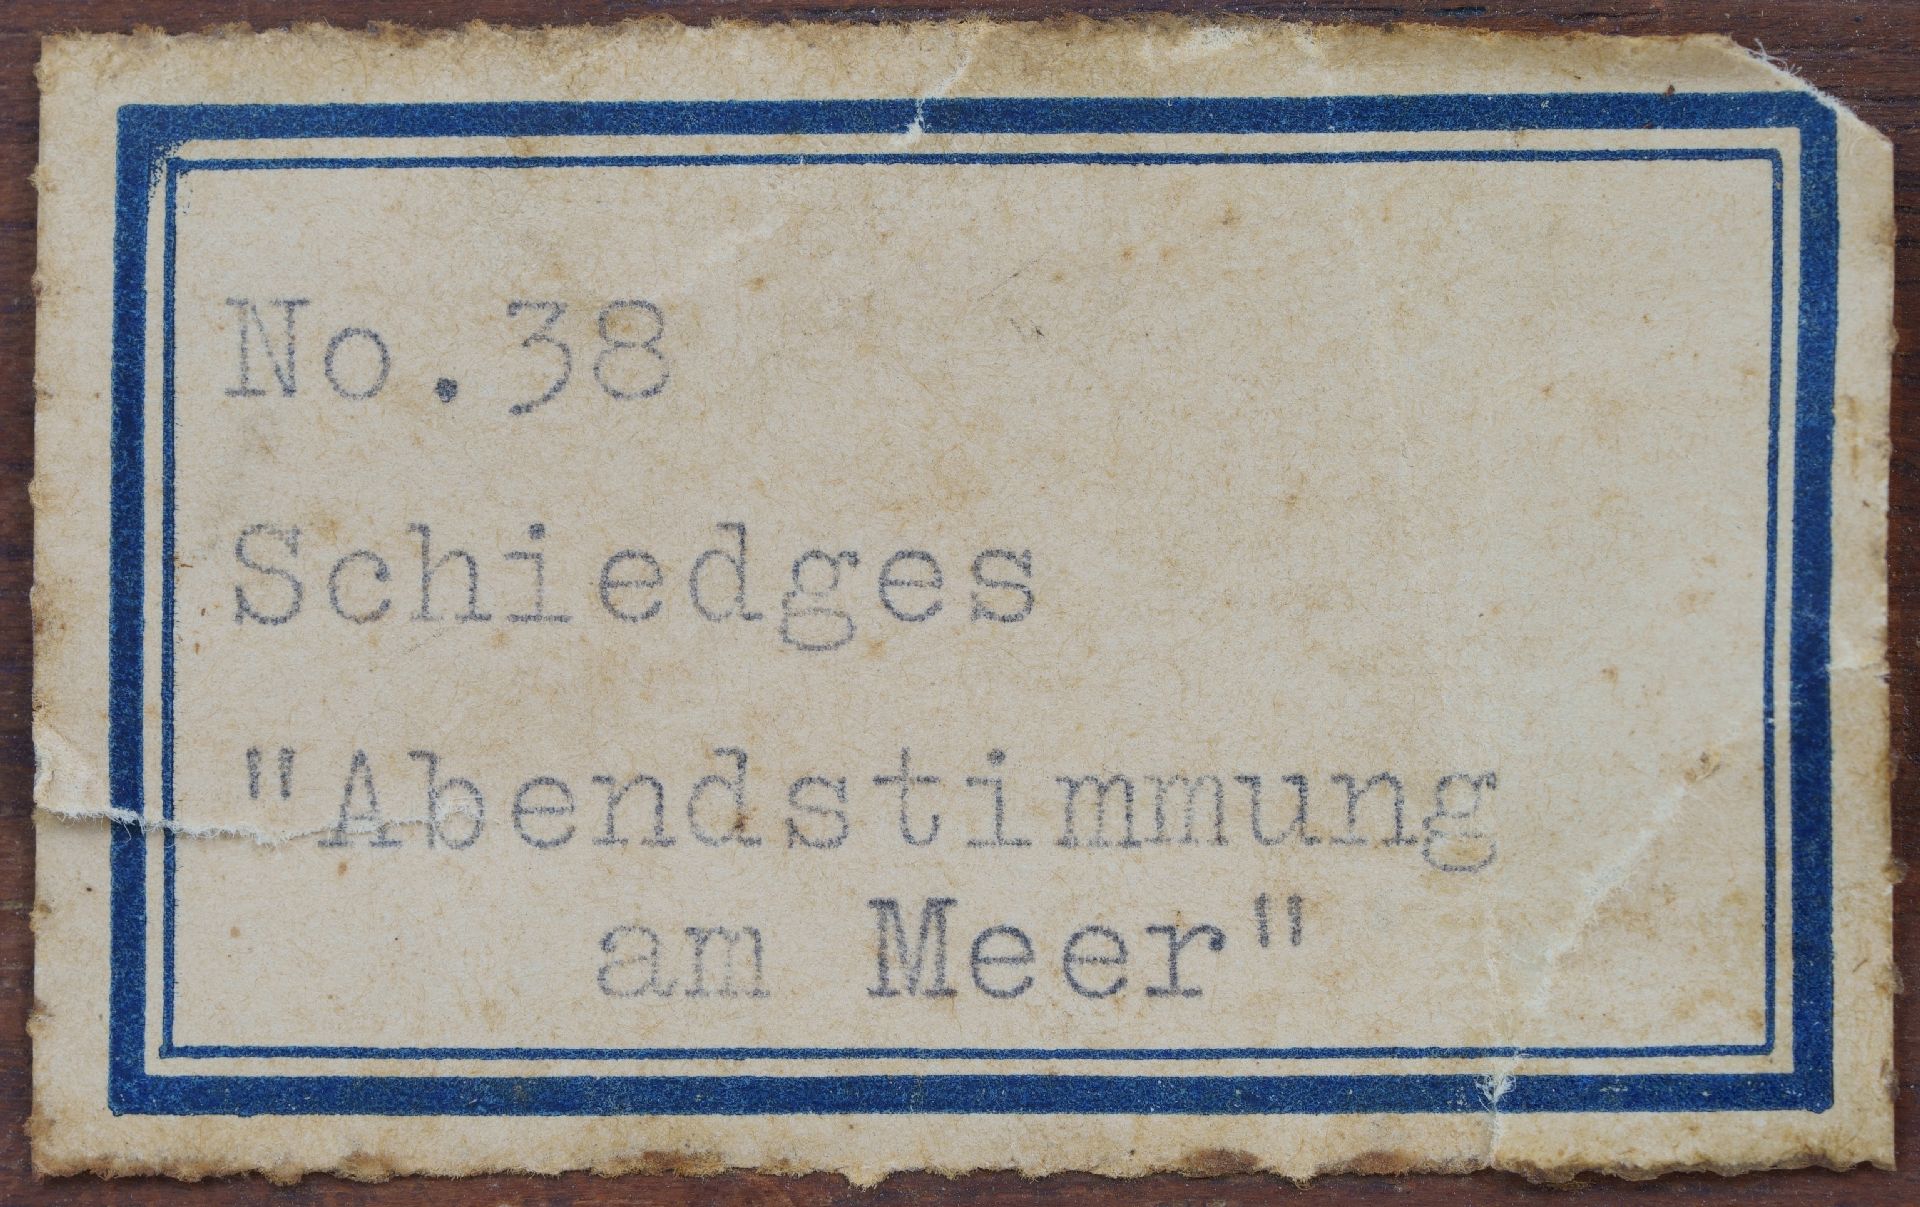 No.38
Schiedges
"Abendstimmung
am Meer"